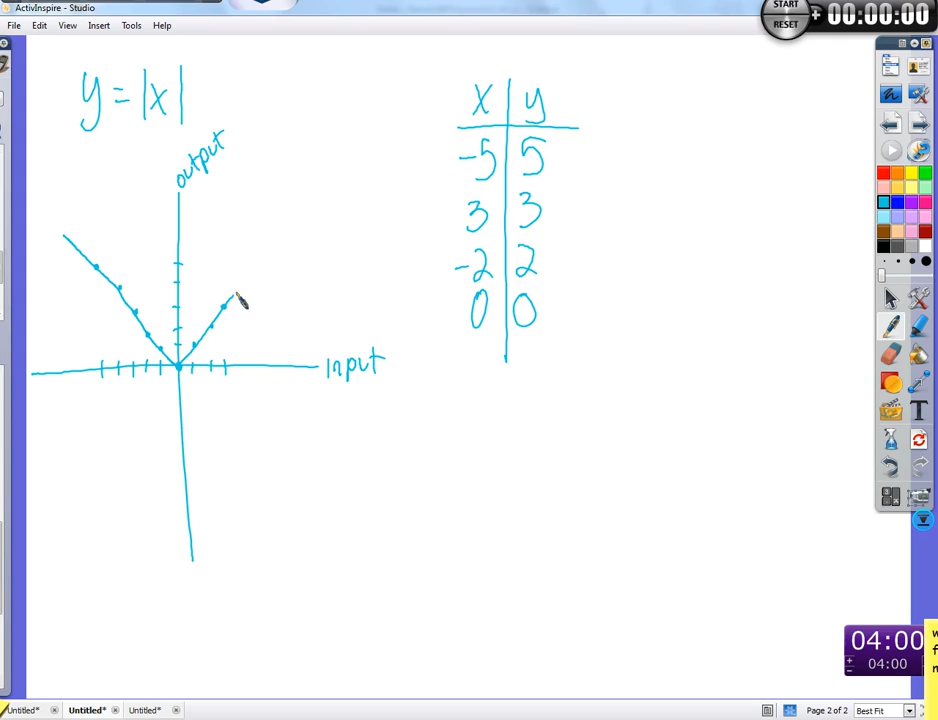 ActivInspire - Studio
START
RESET
00:00:00
File Edit View Insert Tools Help
y = |x|
output
input
x y
-5 5
3 3
-2 2
0 0
T
04:00
04:00
Untitled* Untitled* Untitled*
Page 2 of 2 Best Fit